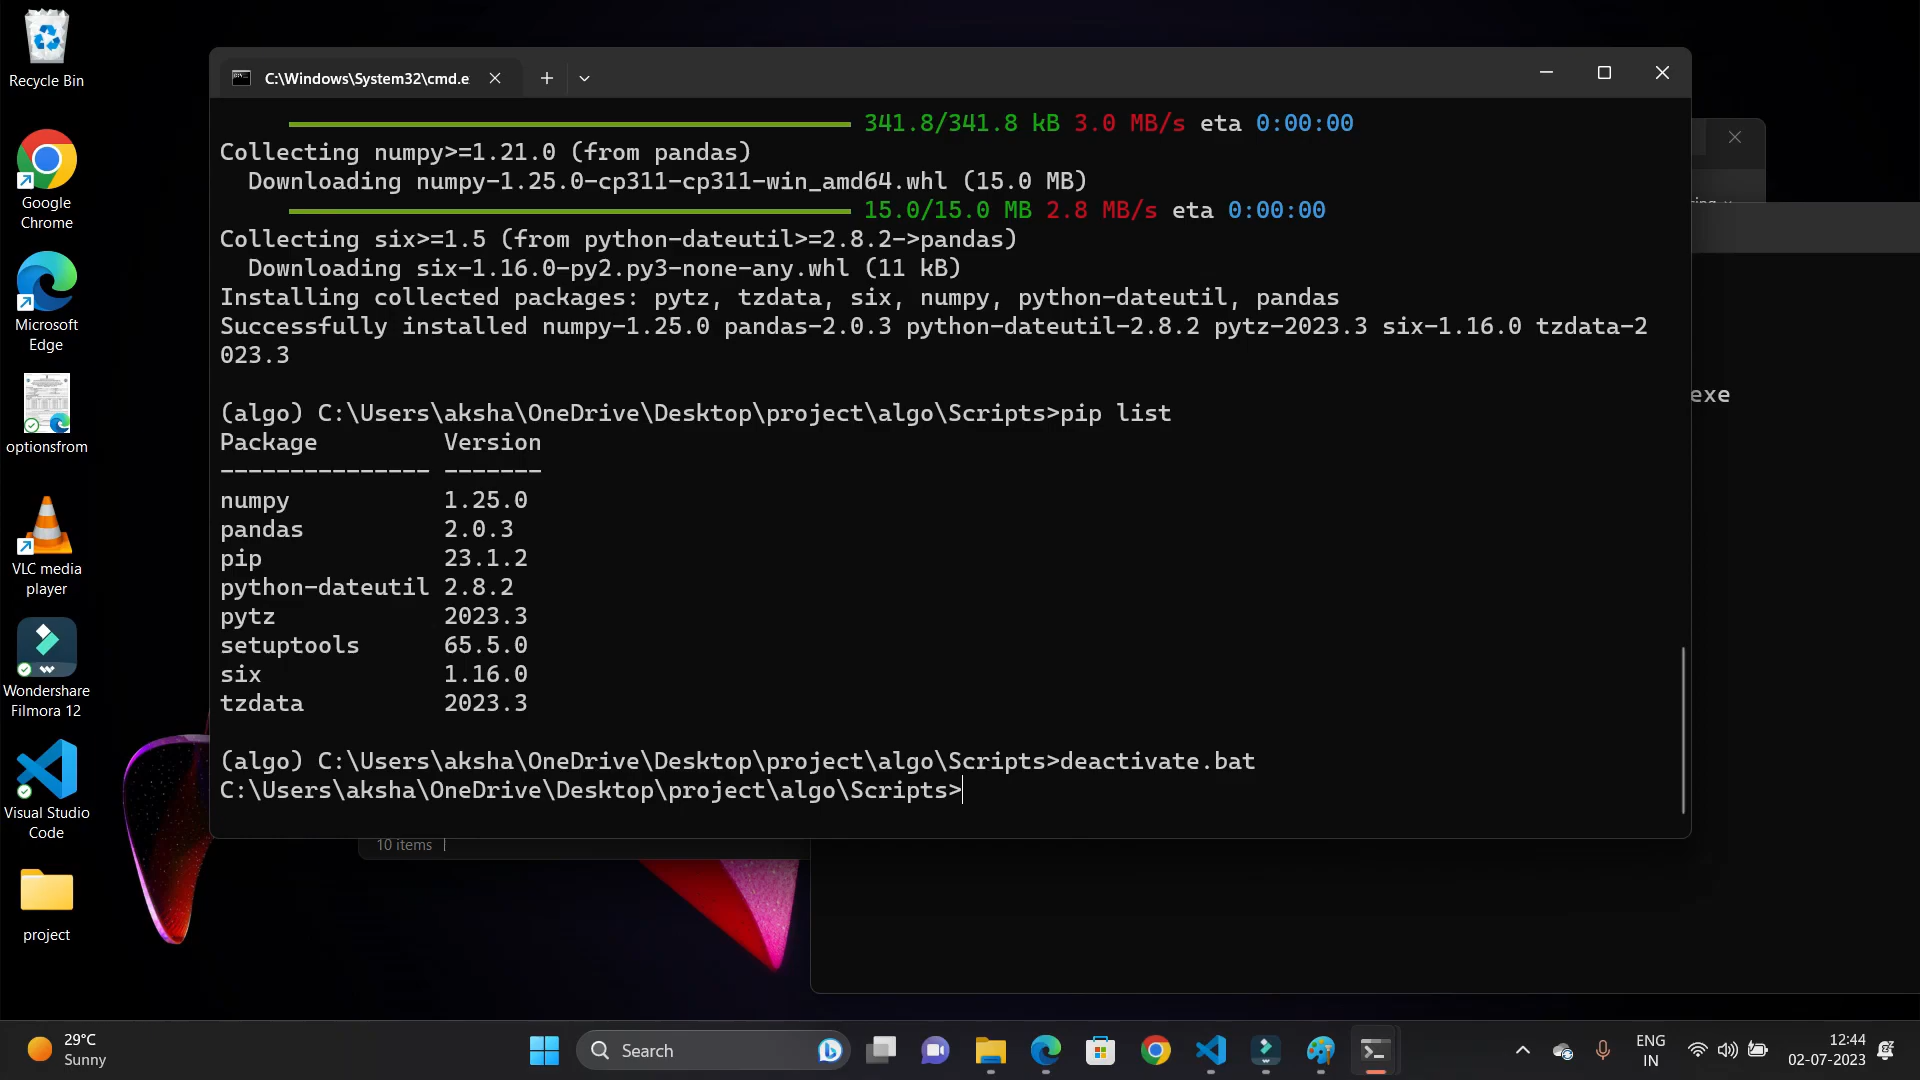 Recycle Bin
Google
Chrome
Microsoft
Edge
optionsfrom
VLC media
player
Wondershare
Filmora 12
Visual Studio
Code
project
C:\Windows\System32\cmd.e
341.8/341.8 kB 3.0 MB/s eta 0:00:00
Collecting numpy>=1.21.0 (from pandas)
Downloading numpy-1.25.0-cp311-cp311-win_amd64.whl (15.0 MB)
15.0/15.0 MB 2.8 MB/s eta 0:00:00
Collecting six>=1.5 (from python-dateutil>=2.8.2->pandas)
Downloading six-1.16.0-py2.py3-none-any.whl (11 kB)
Installing collected packages: pytz, tzdata, six, numpy, python-dateutil, pandas
Successfully installed numpy-1.25.0 pandas-2.0.3 python-dateutil-2.8.2 pytz-2023.3 six-1.16.0 tzdata-2
023.3
(algo) C:\Users\aksha\OneDrive\Desktop\project\algo\Scripts>pip list
Package Version
--------------- -------
numpy 1.25.0
pandas 2.0.3
pip 23.1.2
python-dateutil 2.8.2
pytz 2023.3
setuptools 65.5.0
six 1.16.0
tzdata 2023.3
(algo) C:\Users\aksha\OneDrive\Desktop\project\algo\Scripts>deactivate.bat
C:\Users\aksha\OneDrive\Desktop\project\algo\Scripts>
exe
10 items
29°C
Sunny
Search
ENG
IN
12:44
02-07-2023